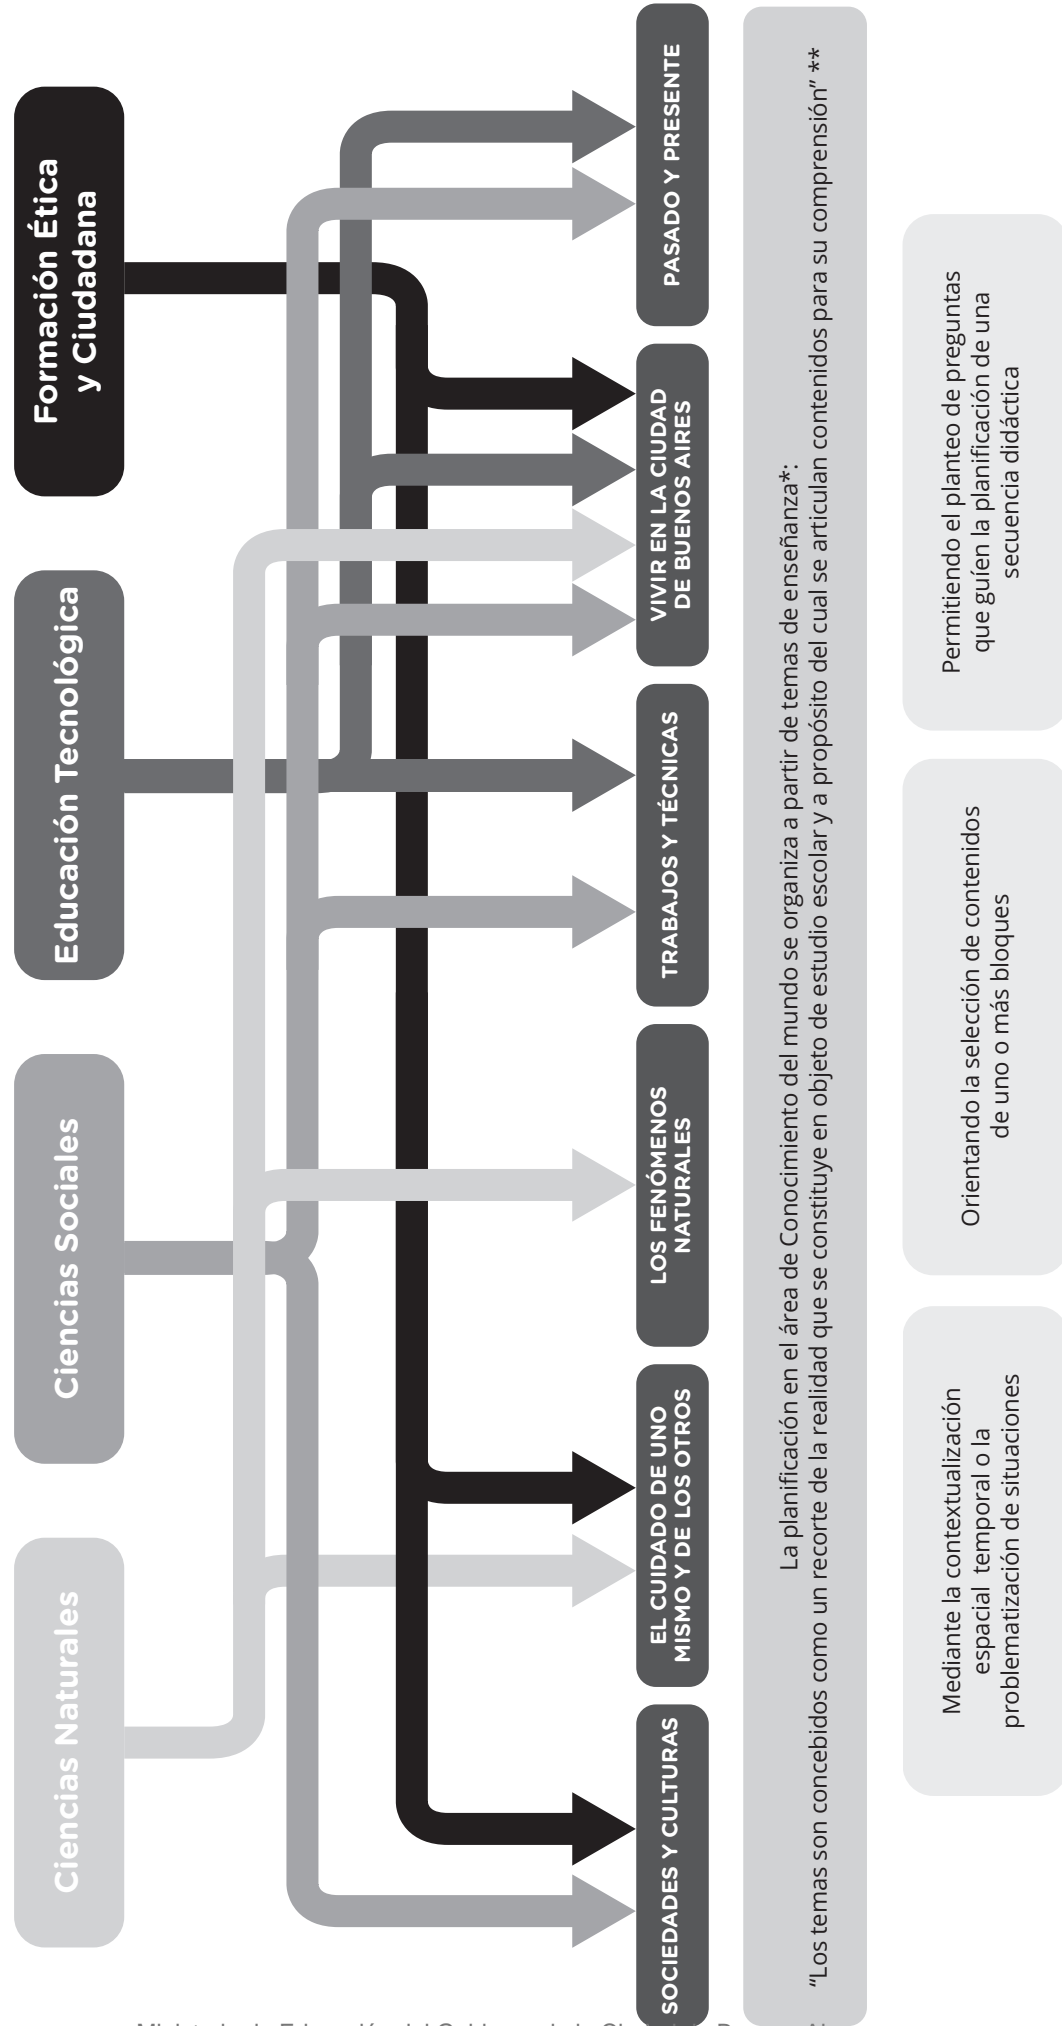 Ciencias Naturales
Ciencias Sociales
Educación Tecnológica
Formación Ética
y Ciudadana
SOCIEDADES Y CULTURAS
EL CUIDADO DE UNO
MISMO Y DE LOS OTROS
LOS FENÓMENOS
NATURALES
TRABAJOS Y TÉCNICAS
VIVIR EN LA CIUDAD
DE BUENOS AIRES
PASADO Y PRESENTE
La planificación en el área de Conocimiento del mundo se organiza a partir de temas de enseñanza*:
“Los temas son concebidos como un recorte de la realidad que se constituye en objeto de estudio escolar y a propósito del cual se articulan contenidos para su comprensión” **
Mediante la contextualización
espacial temporal o la
problematización de situaciones
Orientando la selección de contenidos
de uno o más bloques
Permitiendo el planteo de preguntas
que guíen la planificación de una
secuencia didáctica